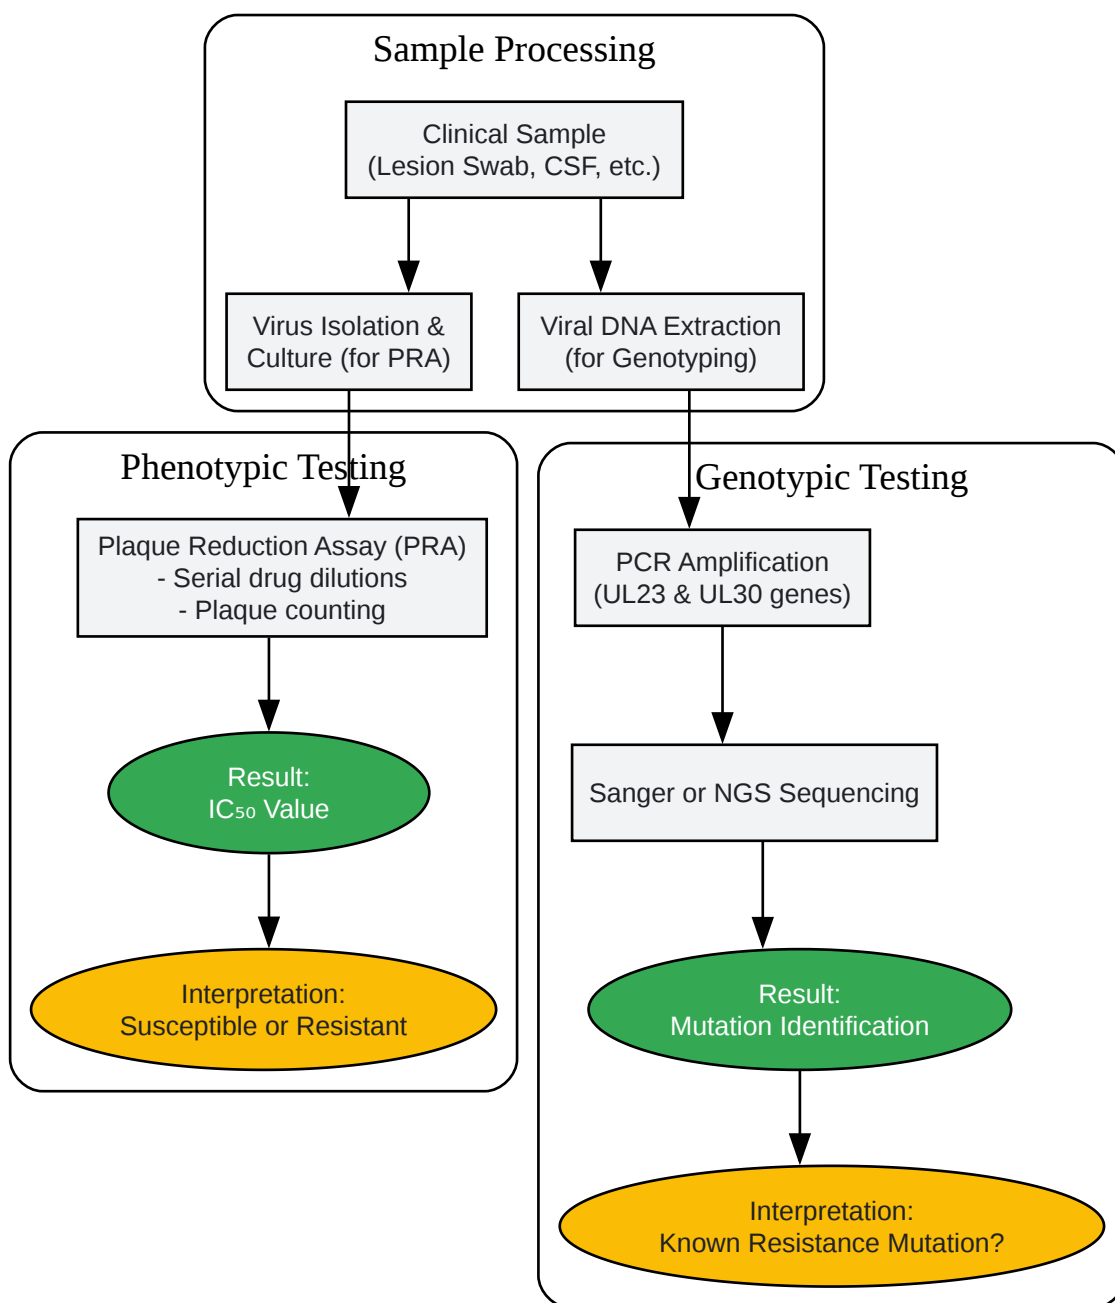 Sample Processing
Clinical Sample
(Lesion Swab, CSF, etc.)
Virus Isolation &
Culture (for PRA)
Viral DNA Extraction
(for Genotyping)
Phenotypic Testing
Plaque Reduction Assay (PRA)
- Serial drug dilutions
- Plaque counting
Result:
IC₅₀ Value
Interpretation:
Susceptible or Resistant
Genotypic Testing
PCR Amplification
(UL23 & UL30 genes)
Sanger or NGS Sequencing
Result:
Mutation Identification
Interpretation:
Known Resistance Mutation?